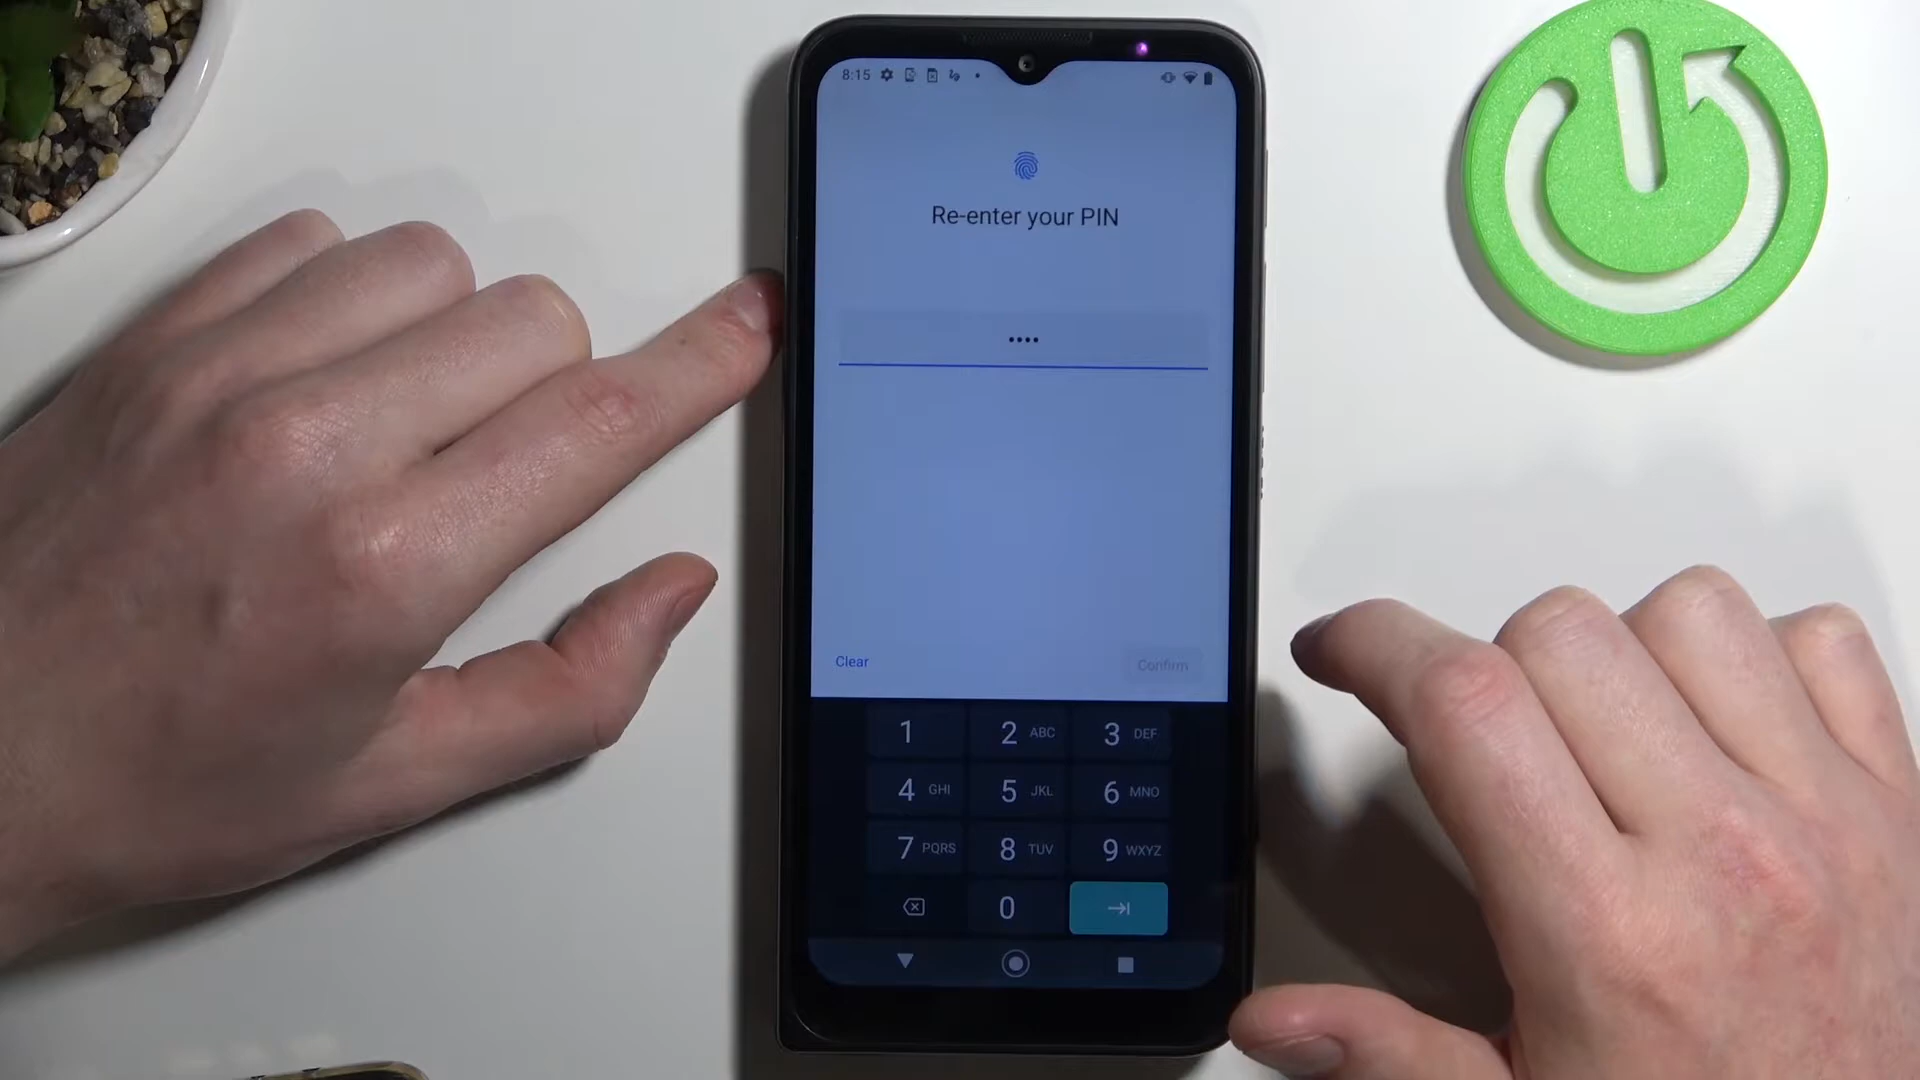 8:15
Re-enter your PIN
••••
Clear
Confirm
1
2 ABC
3 DEF
4 GHI
5 JKL
6 MNO
7 PQRS
8 TUV
9 WXYZ
0